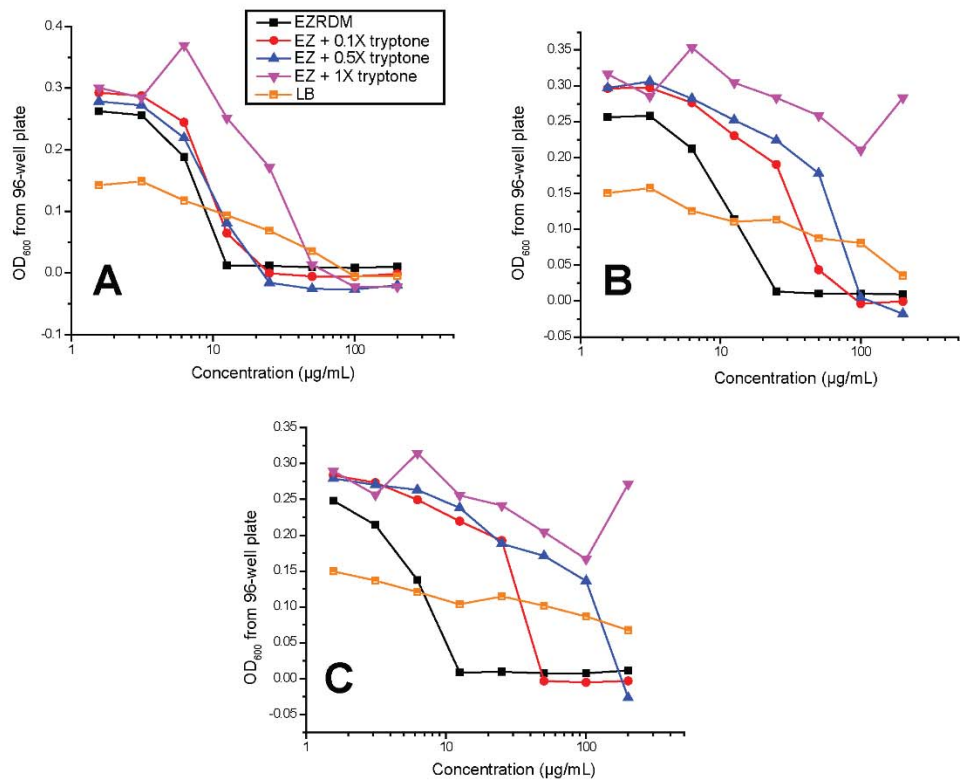 EZRDM
EZ + 0.1X tryptone
EZ + 0.5X tryptone
EZ + 1X tryptone
LB
OD600 from 96-well plate
0.4
0.3
0.2
0.1
0.0
-0.1
A
1
10
100
Concentration (µg/mL)
OD600 from 96-well plate
0.35
0.30
0.25
0.20
0.15
0.10
0.05
0.00
-0.05
B
1
10
100
Concentration (µg/mL)
OD600 from 96-well plate
0.35
0.30
0.25
0.20
0.15
0.10
0.05
0.00
-0.05
C
1
10
100
Concentration (µg/mL)